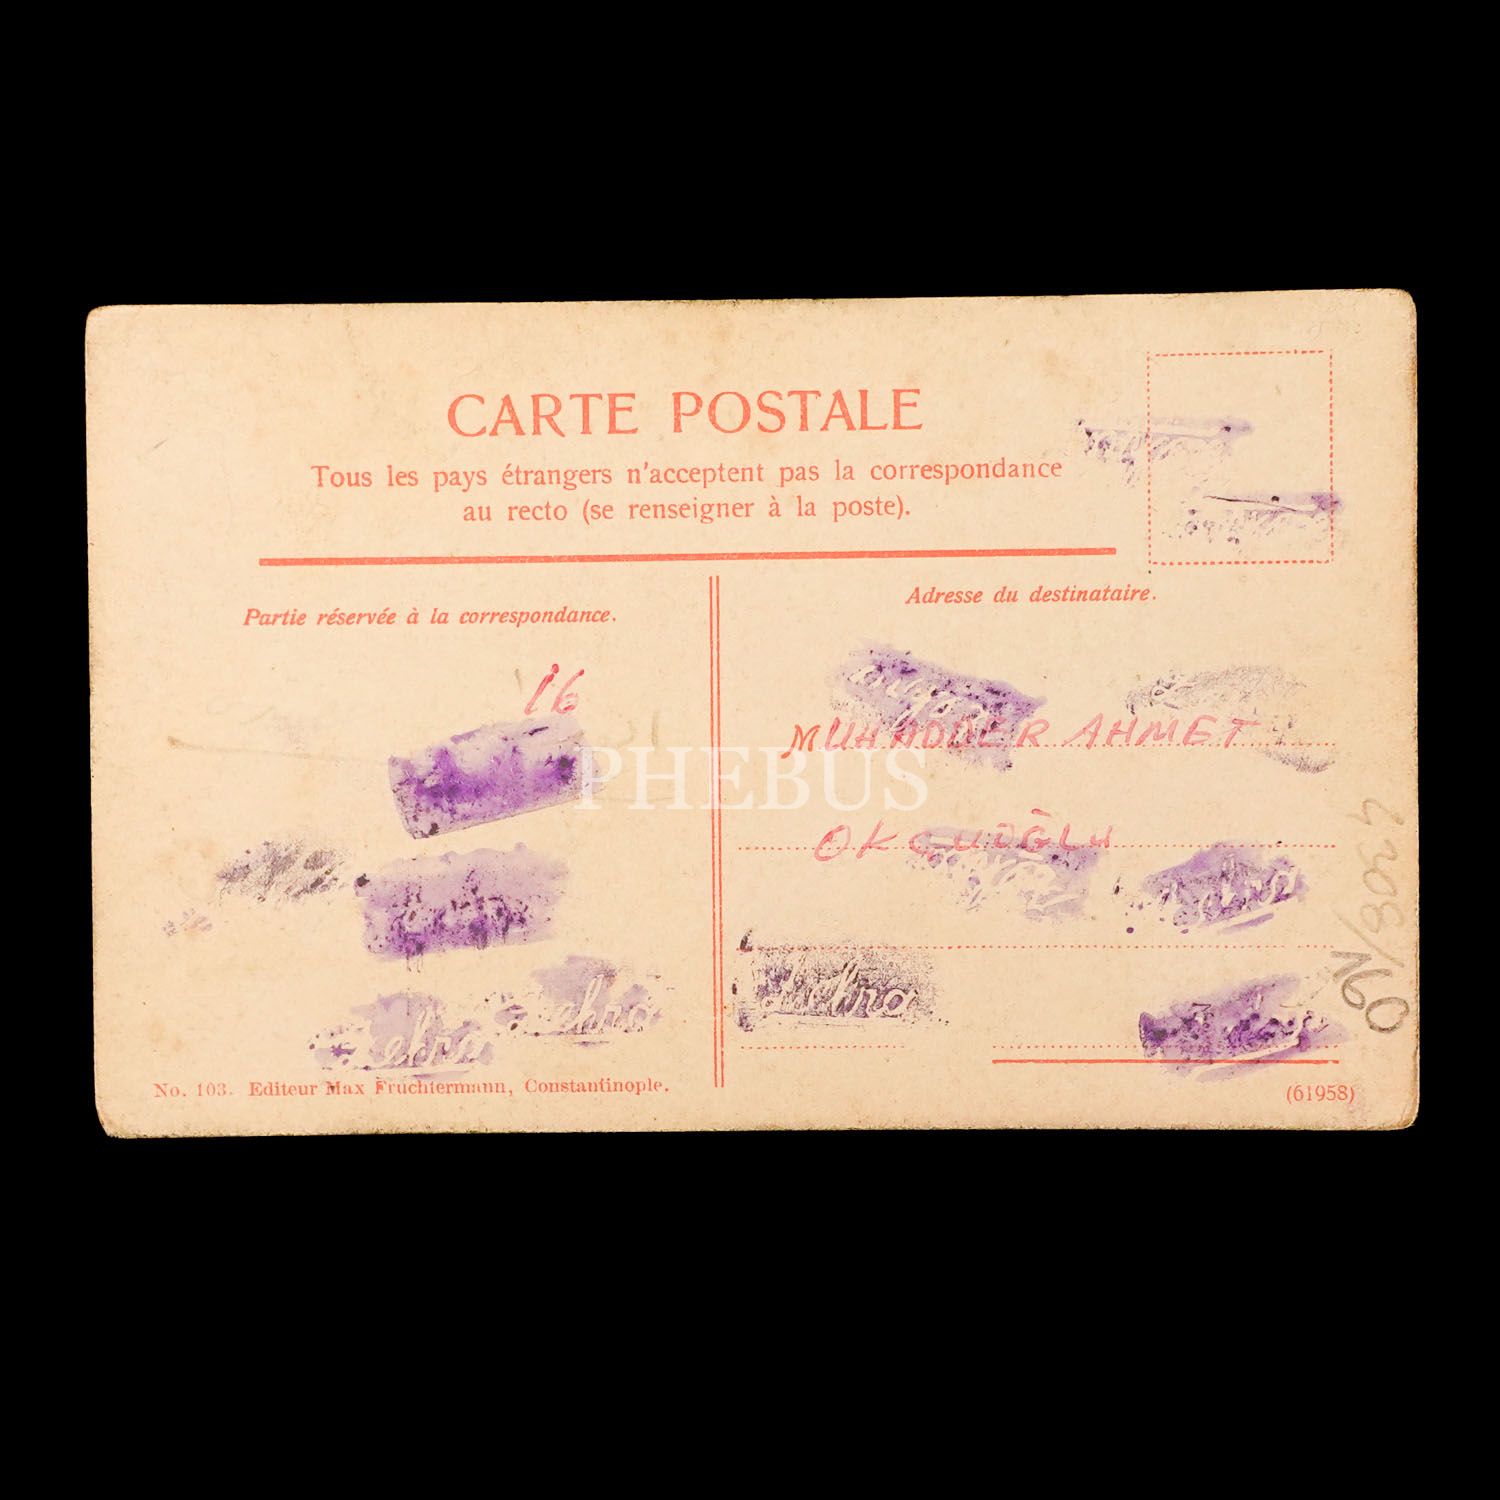 CARTE POSTALE
Tous les pays étrangers n'acceptent pas la correspondance
au recto (se renseigner à la poste).
Partie réservée à la correspondance.
Adresse du destinataire.
16
MUHADDER AHMET
OKCUOĞLU
PHEBUS
No. 103. Editeur Max Fruchtermann, Constantinople.
(61958)